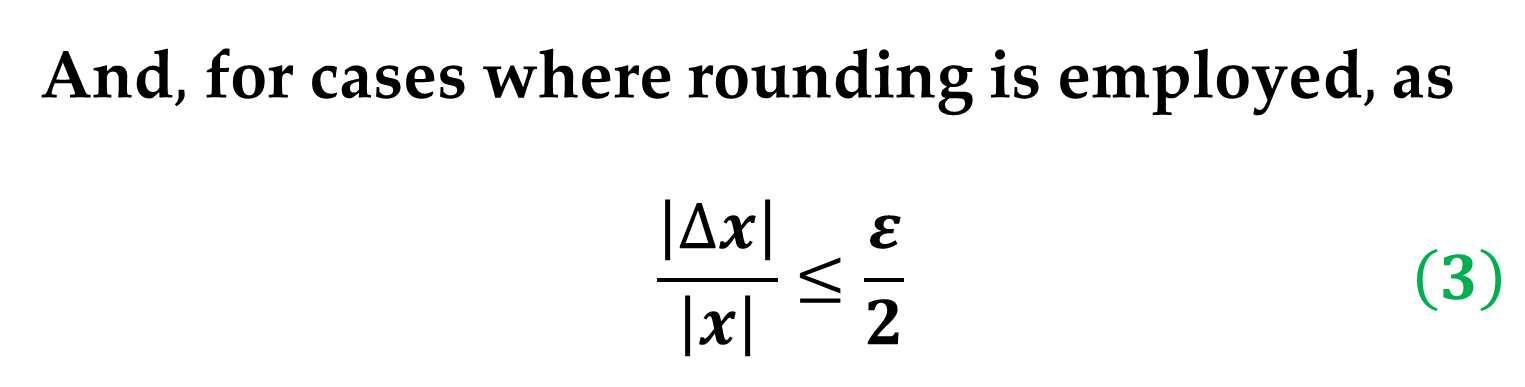 And, for cases where rounding is employed, as
|Δx|/|x| ≤ ε/2 (3)